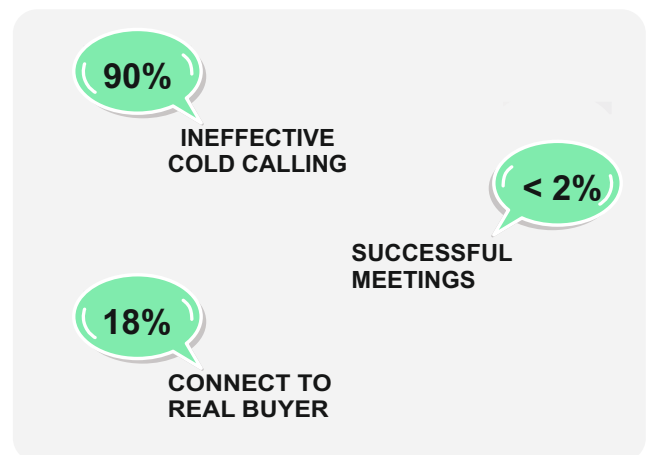 90%
INEFFECTIVE
COLD CALLING
< 2%
SUCCESSFUL
MEETINGS
18%
CONNECT TO
REAL BUYER